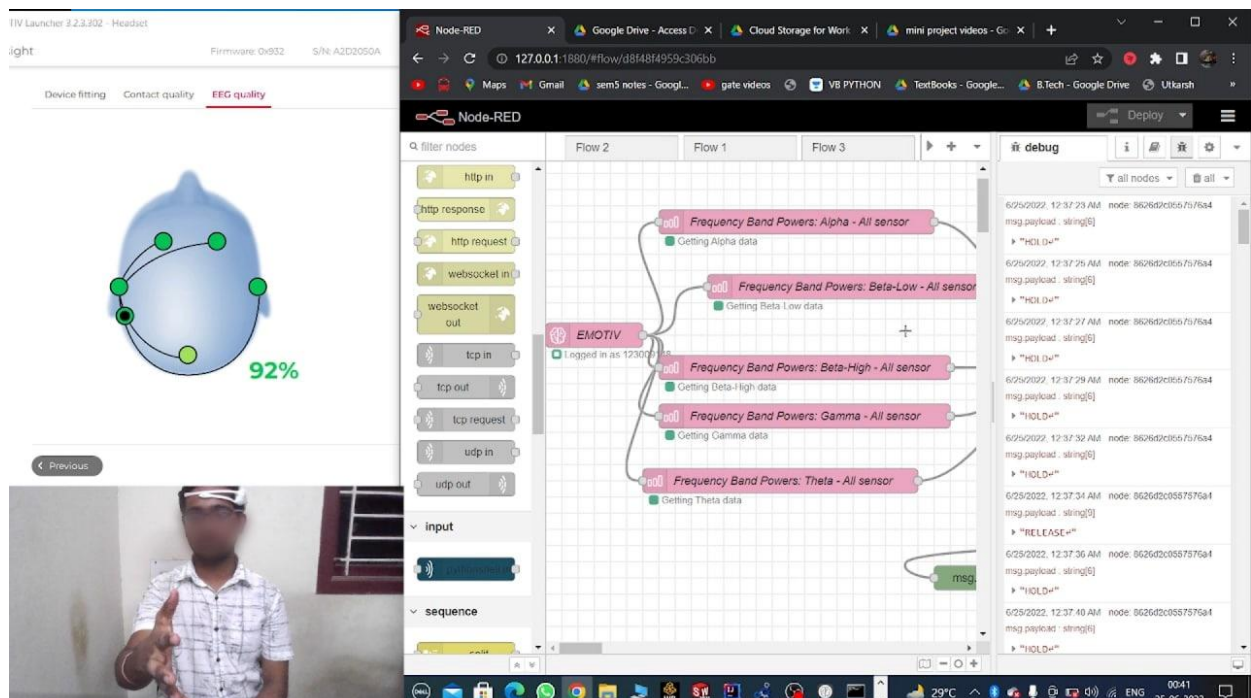 TIV Launcher 3.2.3.302 - Headset
ight
Firmware: 0x932
S/N: A2D2050A
Device fitting
Contact quality
EEG quality
92%
Previous
Node-RED
Google Drive - Access D
Cloud Storage for Work
mini project videos - Go
127.0.0.1:1880/#flow/d8f48f4959c306bb
Maps
Gmail
sem5 notes - Googl...
gate videos
VB PYTHON
TextBooks - Google...
B.Tech - Google Drive
Utkarsh
»
Node-RED
Deploy
filter nodes
http in
http response
http request
websocket in
websocket
out
tcp in
tcp out
tcp request
udp in
udp out
input
sequence
split
Flow 2
Flow 1
Flow 3
Frequency Band Powers: Alpha - All sensor
Getting Alpha data
Frequency Band Powers: Beta-Low - All sensor
Getting Beta-Low data
EMOTIV
Logged in as
Frequency Band Powers: Beta-High - All sensor
Getting Beta-High data
Frequency Band Powers: Gamma - All sensor
Getting Gamma data
Frequency Band Powers: Theta - All sensor
Getting Theta data
msg.
debug
all nodes
all
6/25/2022, 12:37:23 AM node: 8626d2c0557576a4
msg.payload : string[6]
"HOLD↵"
6/25/2022, 12:37:25 AM node: 8626d2c0557576a4
msg.payload : string[6]
"HOLD↵"
6/25/2022, 12:37:27 AM node: 8626d2c0557576a4
msg.payload : string[6]
"HOLD↵"
6/25/2022, 12:37:29 AM node: 8626d2c0557576a4
msg.payload : string[6]
"HOLD↵"
6/25/2022, 12:37:32 AM node: 8626d2c0557576a4
msg.payload : string[6]
"HOLD↵"
6/25/2022, 12:37:34 AM node: 8626d2c0557576a4
msg.payload : string[9]
"RELEASE↵"
6/25/2022, 12:37:36 AM node: 8626d2c0557576a4
msg.payload : string[6]
"HOLD↵"
6/25/2022, 12:37:40 AM node: 8626d2c0557576a4
msg.payload : string[6]
"HOLD↵"
29°C
ENG
00:41